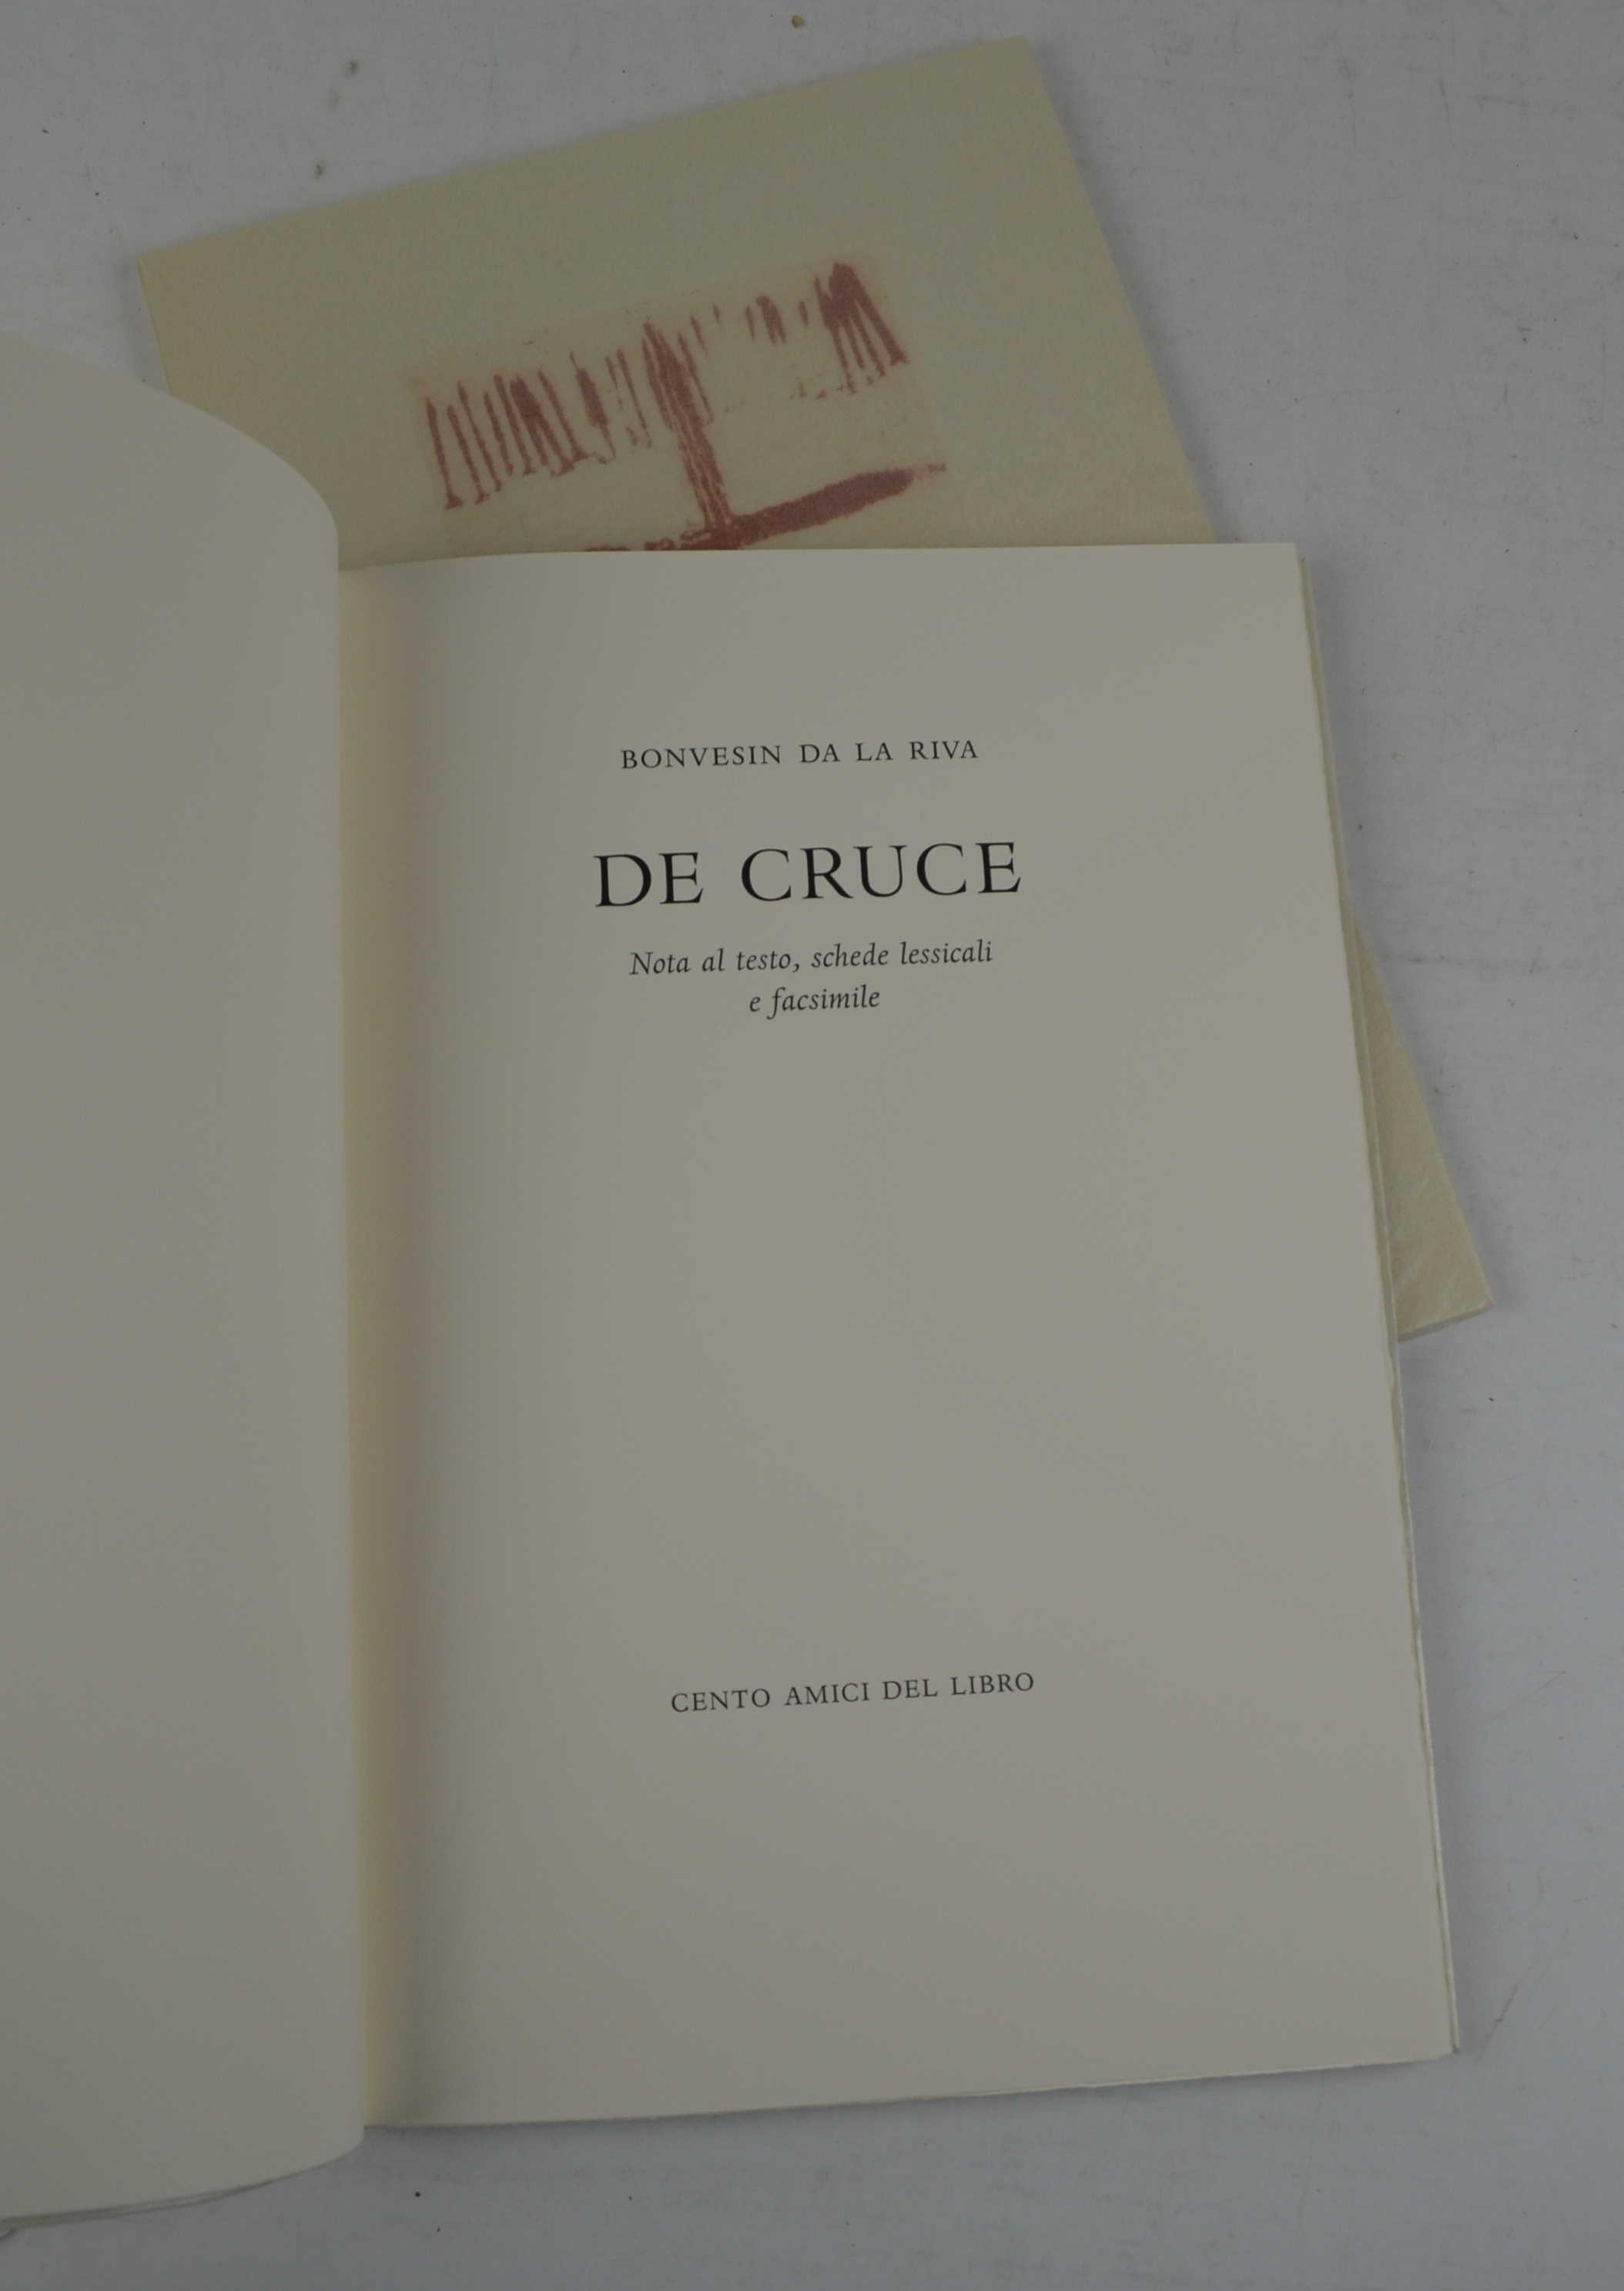 BONVESIN DA LA RIVA
DE CRUCE
Nota al testo, schede lessicali
e facsimile
CENTO AMICI DEL LIBRO